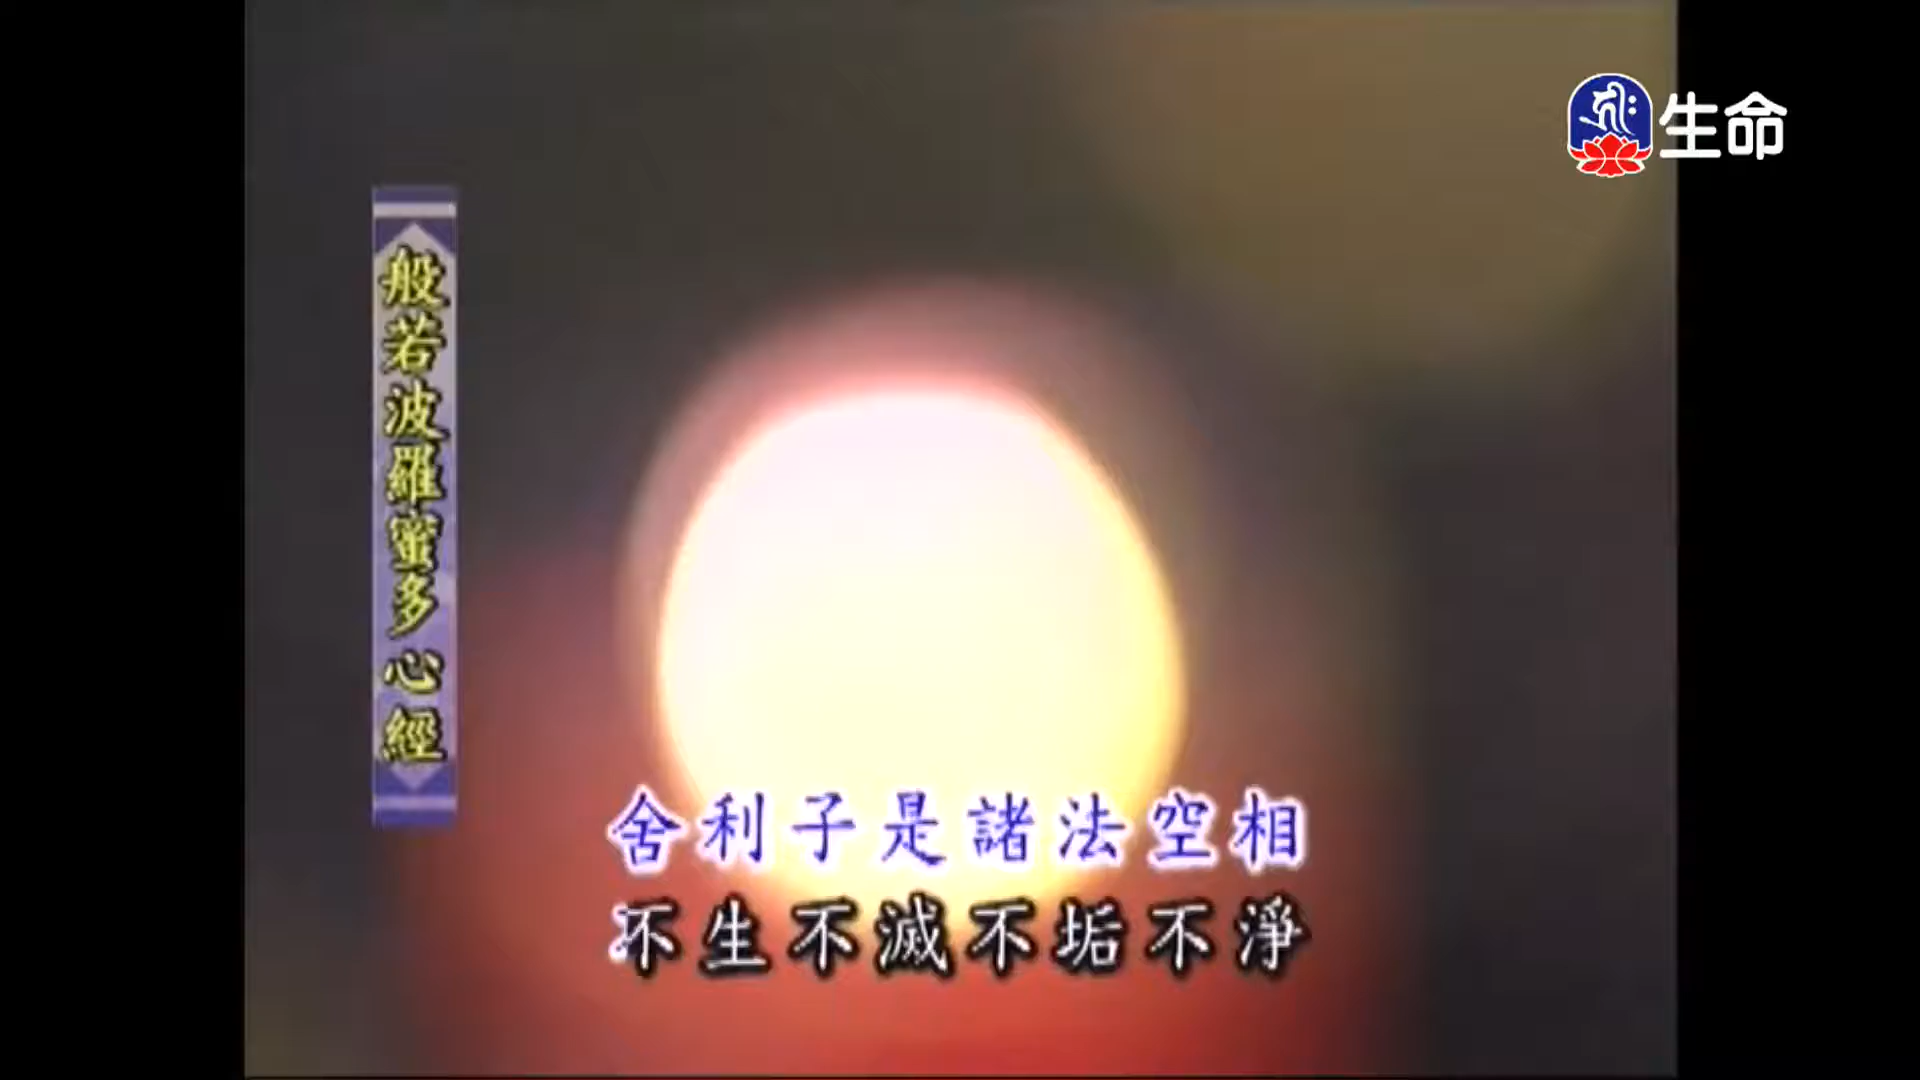 生命
般若波羅蜜多心經
舍利子是諸法空相
不生不滅不垢不淨